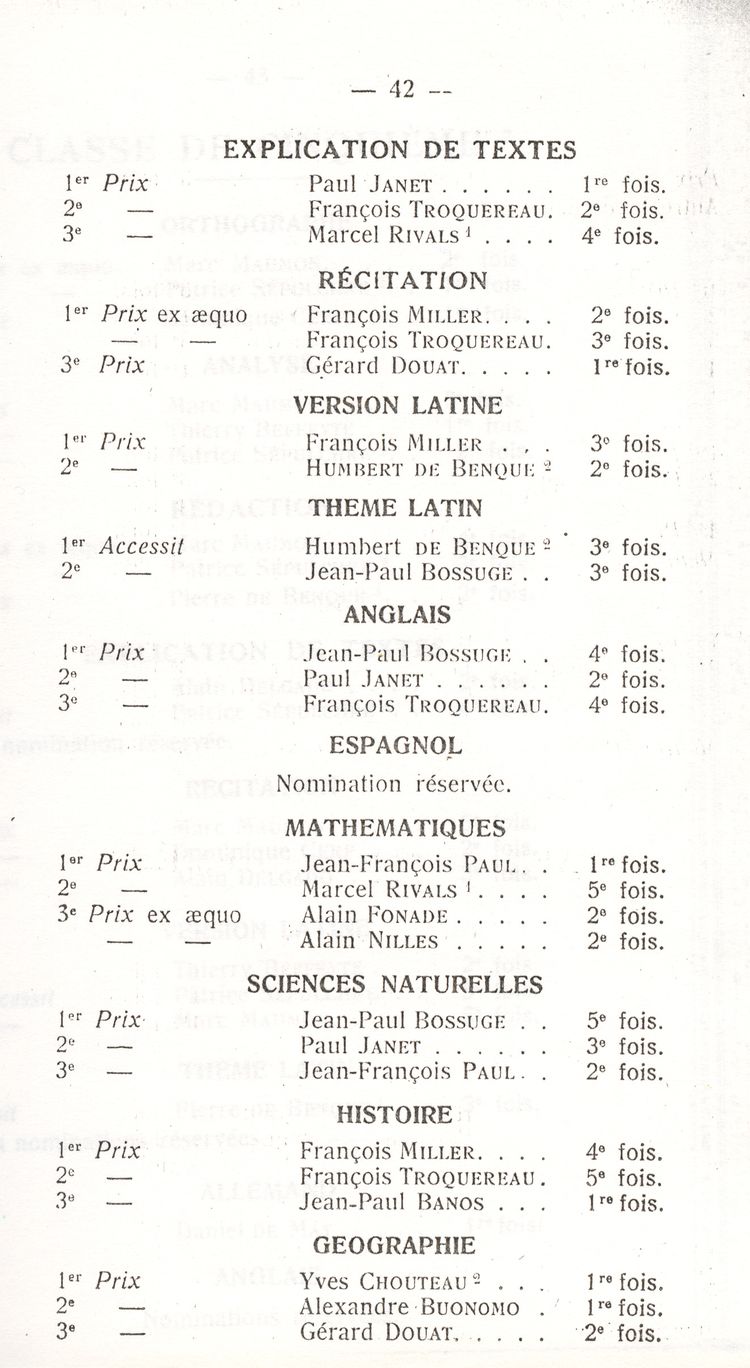 — 42 —
EXPLICATION DE TEXTES
1er Prix Paul JANET . . . . . . 1re fois.
2e — François TROQUEREAU. 2e fois.
3e — Marcel RIVALS 1 . . . . 4e fois.
RÉCITATION
1er Prix ex æquo François MILLER. . . . 2e fois.
— — François TROQUEREAU. 3e fois.
3e Prix Gérard DOUAT. . . . . 1re fois.
VERSION LATINE
1er Prix François MILLER . . . 3e fois.
2e — HUMBERT DE BENQUE 2 2e fois.
THEME LATIN
1er Accessit Humbert DE BENQUE 2 3e fois.
2e — Jean-Paul BOSSUGE . . 3e fois.
ANGLAIS
1er Prix Jean-Paul BOSSUGE . . 4e fois.
2e — Paul JANET . . . . . . 2e fois.
3e — François TROQUEREAU. 4e fois.
ESPAGNOL
Nomination réservée.
MATHEMATIQUES
1er Prix Jean-François PAUL. . . 1re fois.
2e — Marcel RIVALS 1. . . . 5e fois.
3e Prix ex æquo Alain FONADE . . . . . 2e fois.
— — Alain NILLES . . . . . 2e fois.
SCIENCES NATURELLES
1er Prix Jean-Paul BOSSUGE . . 5e fois.
2e — Paul JANET . . . . . . 3e fois.
3e — Jean-François PAUL. . 2e fois.
HISTOIRE
1er Prix François MILLER. . . . 4e fois.
2e — François TROQUEREAU. 5e fois.
3e — Jean-Paul BANOS . . . 1re fois.
GEOGRAPHIE
1er Prix Yves CHOUTEAU 2 . . . 1re fois.
2e — Alexandre BUONOMO . 1re fois.
3e — Gérard DOUAT. . . . . 2e fois.